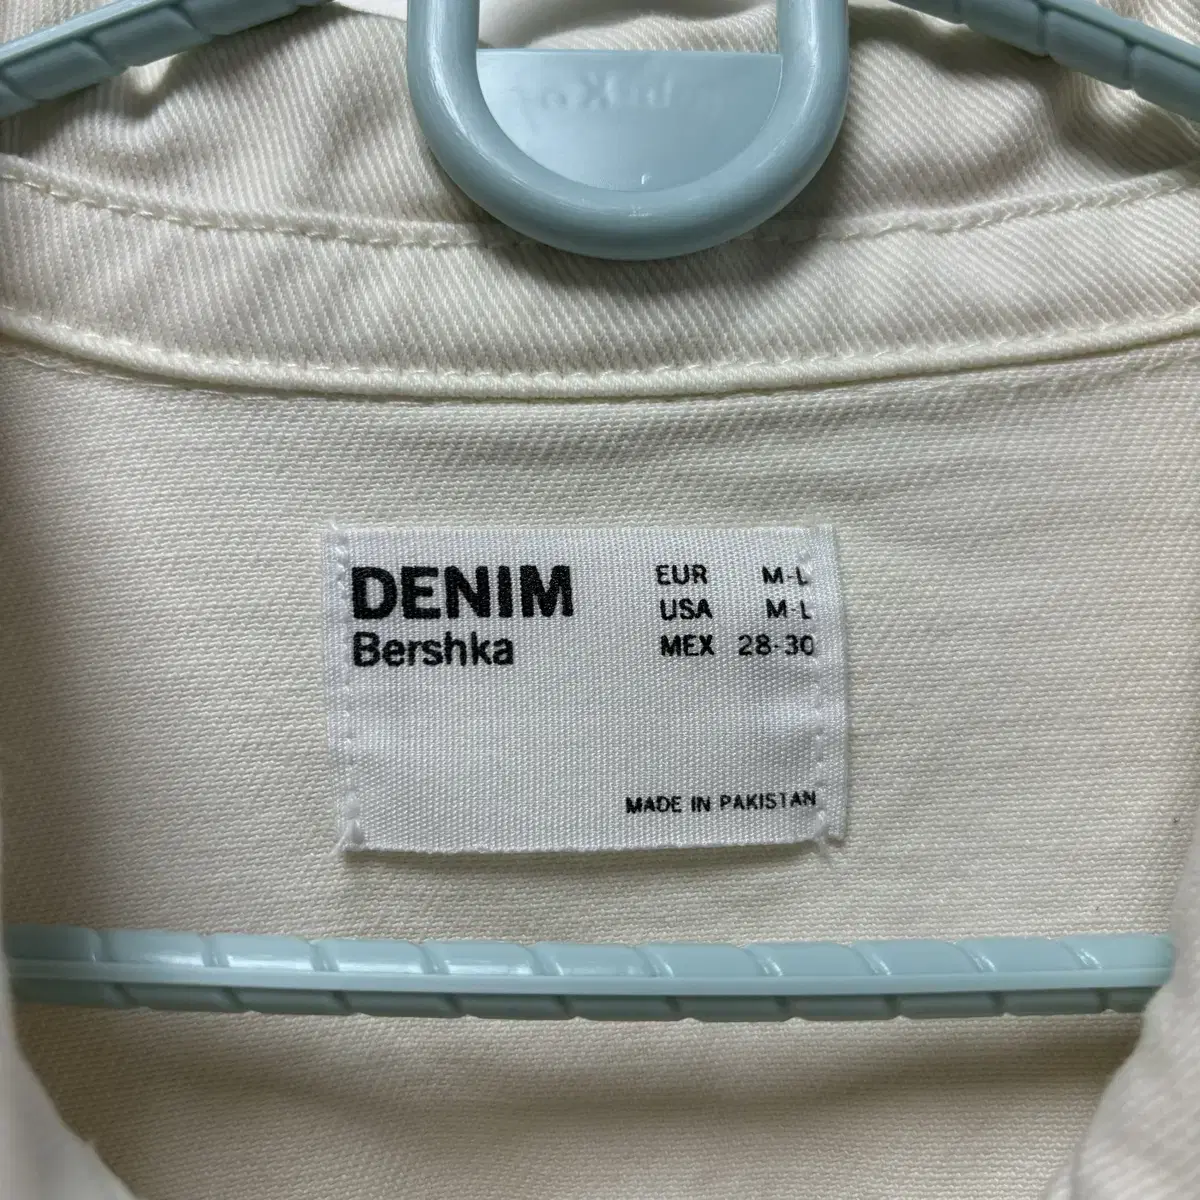 DENIM
Bershka
EUR M-L
USA M-L
MEX 28-30
MADE IN PAKISTAN